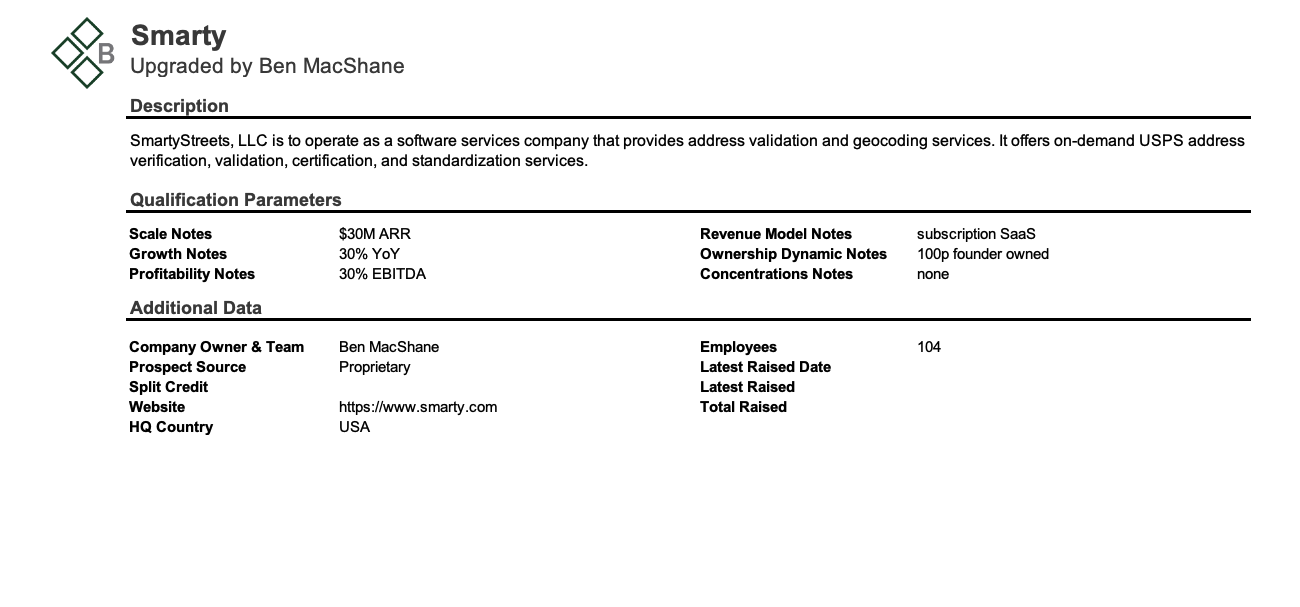 B
Smarty
Upgraded by Ben MacShane
Description
SmartyStreets, LLC is to operate as a software services company that provides address validation and geocoding services. It offers on-demand USPS address
verification, validation, certification, and standardization services.
Qualification Parameters
Scale Notes $30M ARR Revenue Model Notes subscription SaaS
Growth Notes 30% YoY Ownership Dynamic Notes 100p founder owned
Profitability Notes 30% EBITDA Concentrations Notes none
Additional Data
Company Owner & Team Ben MacShane Employees 104
Prospect Source Proprietary Latest Raised Date
Split Credit Latest Raised
Website https://www.smarty.com Total Raised
HQ Country USA